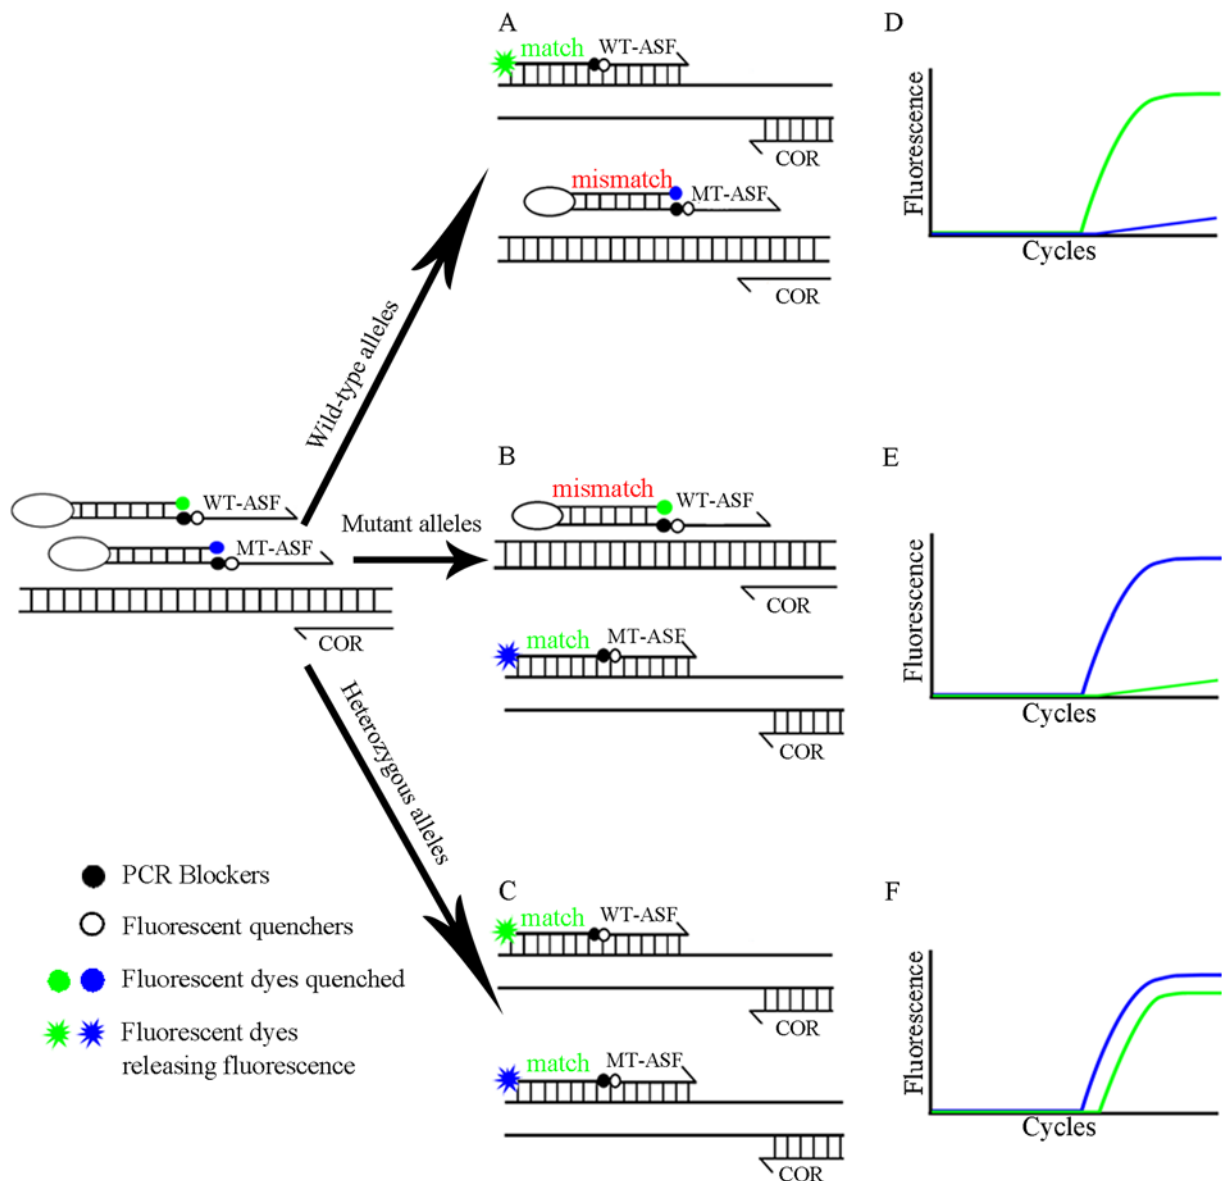 A
match
WT-ASF
COR
mismatch
MT-ASF
COR
D
Fluorescence
Cycles
Wild-type alleles
WT-ASF
MT-ASF
COR
Mutant alleles
B
mismatch
WT-ASF
COR
match
MT-ASF
COR
E
Fluorescence
Cycles
Heterozygous alleles
C
match
WT-ASF
COR
match
MT-ASF
COR
F
Fluorescence
Cycles
PCR Blockers
Fluorescent quenchers
Fluorescent dyes quenched
Fluorescent dyes
releasing fluorescence